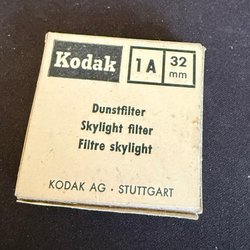 Kodak 1A 32 mm
Dunstfilter
Skylight filter
Filtre skylight
KODAK AG · STUTTGART